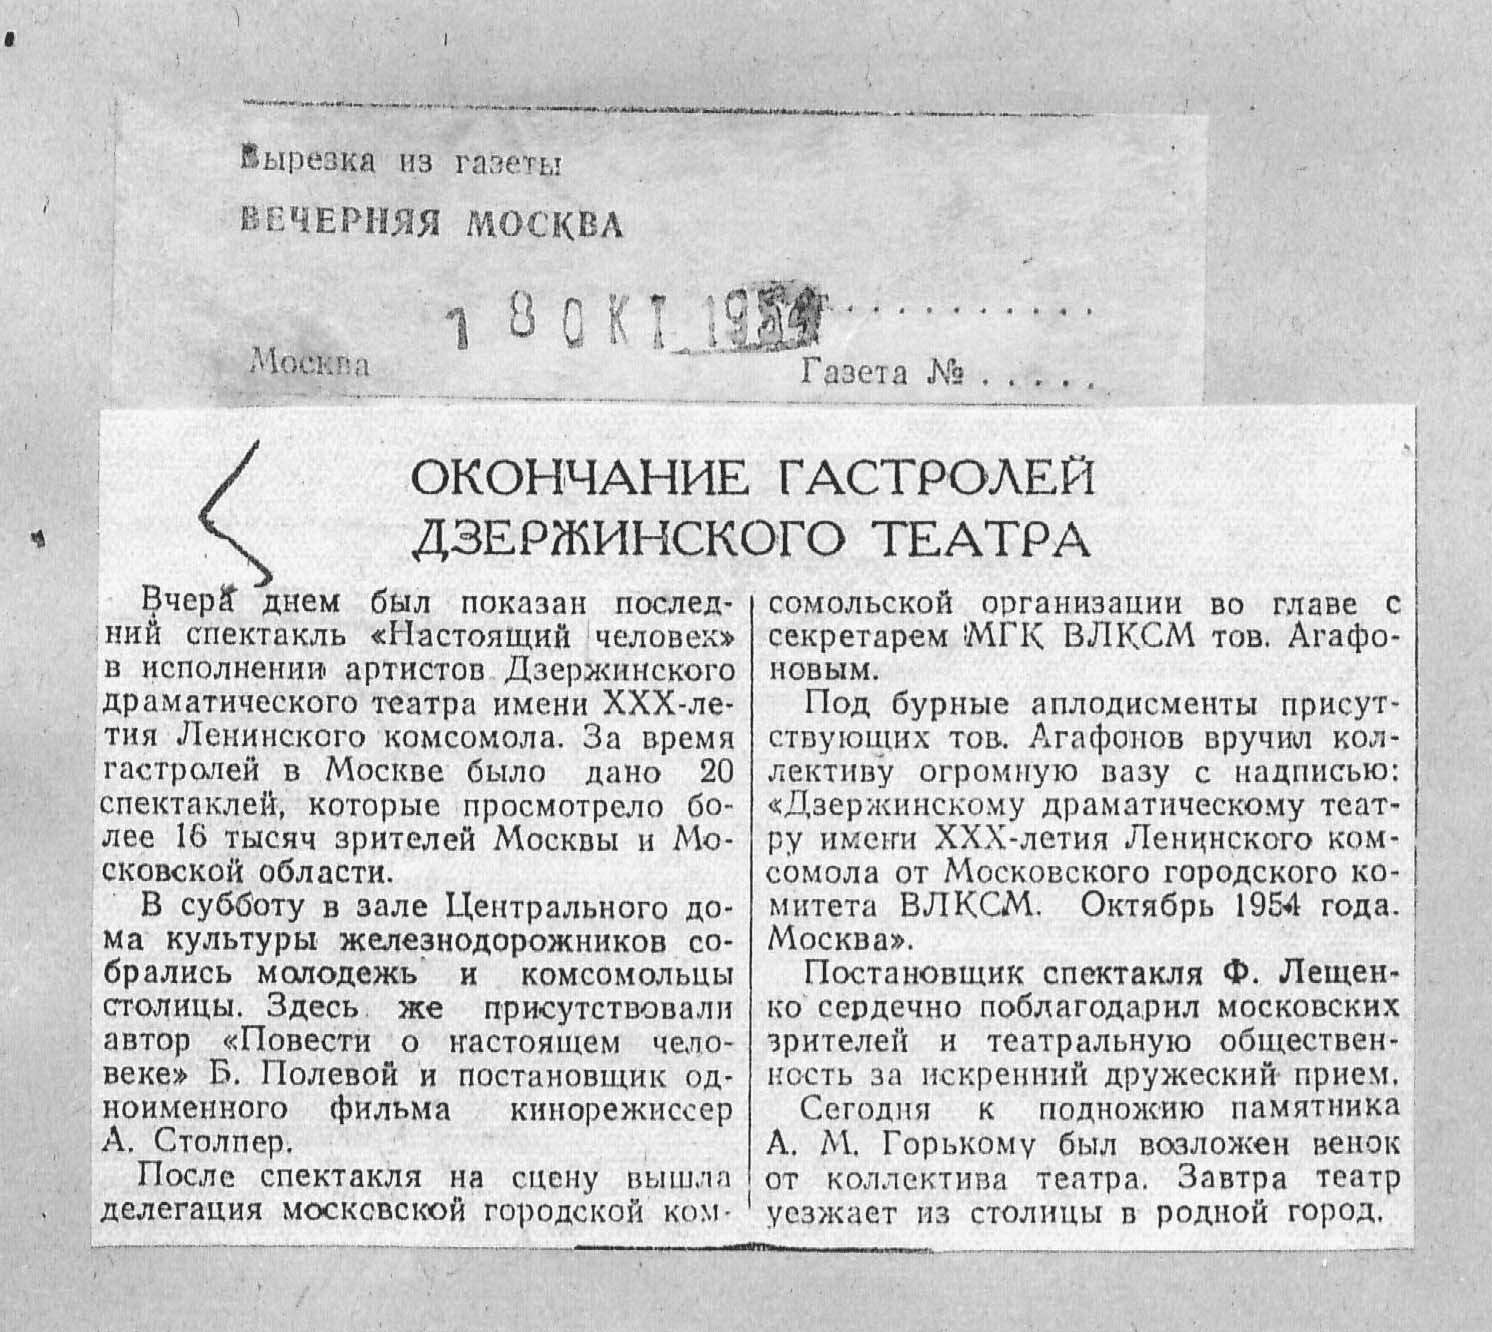 Вырезка из газеты
ВЕЧЕРНЯЯ МОСКВА
18 ОКТ 1954 г. . . . . . . . . . .
Москва Газета № . . . . .
ОКОНЧАНИЕ ГАСТРОЛЕЙ
ДЗЕРЖИНСКОГО ТЕАТРА
Вчера днем был показан послед-
ний спектакль «Настоящий человек»
в исполнении артистов Дзержинского
драматического театра имени XXX-ле-
тия Ленинского комсомола. За время
гастролей в Москве было дано 20
спектаклей, которые просмотрело бо-
лее 16 тысяч зрителей Москвы и Мо-
сковской области.
В субботу в зале Центрального до-
ма культуры железнодорожников со-
брались молодежь и комсомольцы
столицы. Здесь же присутствовали
автор «Повести о настоящем чело-
веке» Б. Полевой и постановщик од-
ноименного фильма кинорежиссер
А. Столпер.
После спектакля на сцену вышла
делегация московской городской ком-
сомольской организации во главе с
секретарем МГК ВЛКСМ тов. Агафо-
новым.
Под бурные аплодисменты присут-
ствующих тов. Агафонов вручил кол-
лективу огромную вазу с надписью:
«Дзержинскому драматическому теат-
ру имени XXX-летия Ленинского ком-
сомола от Московского городского ко-
митета ВЛКСМ. Октябрь 1954 года.
Москва».
Постановщик спектакля Ф. Лещен-
ко сердечно поблагодарил московских
зрителей и театральную обществен-
ность за искренний дружеский прием.
Сегодня к подножию памятника
А. М. Горькому был возложен венок
от коллектива театра. Завтра театр
уезжает из столицы в родной город.